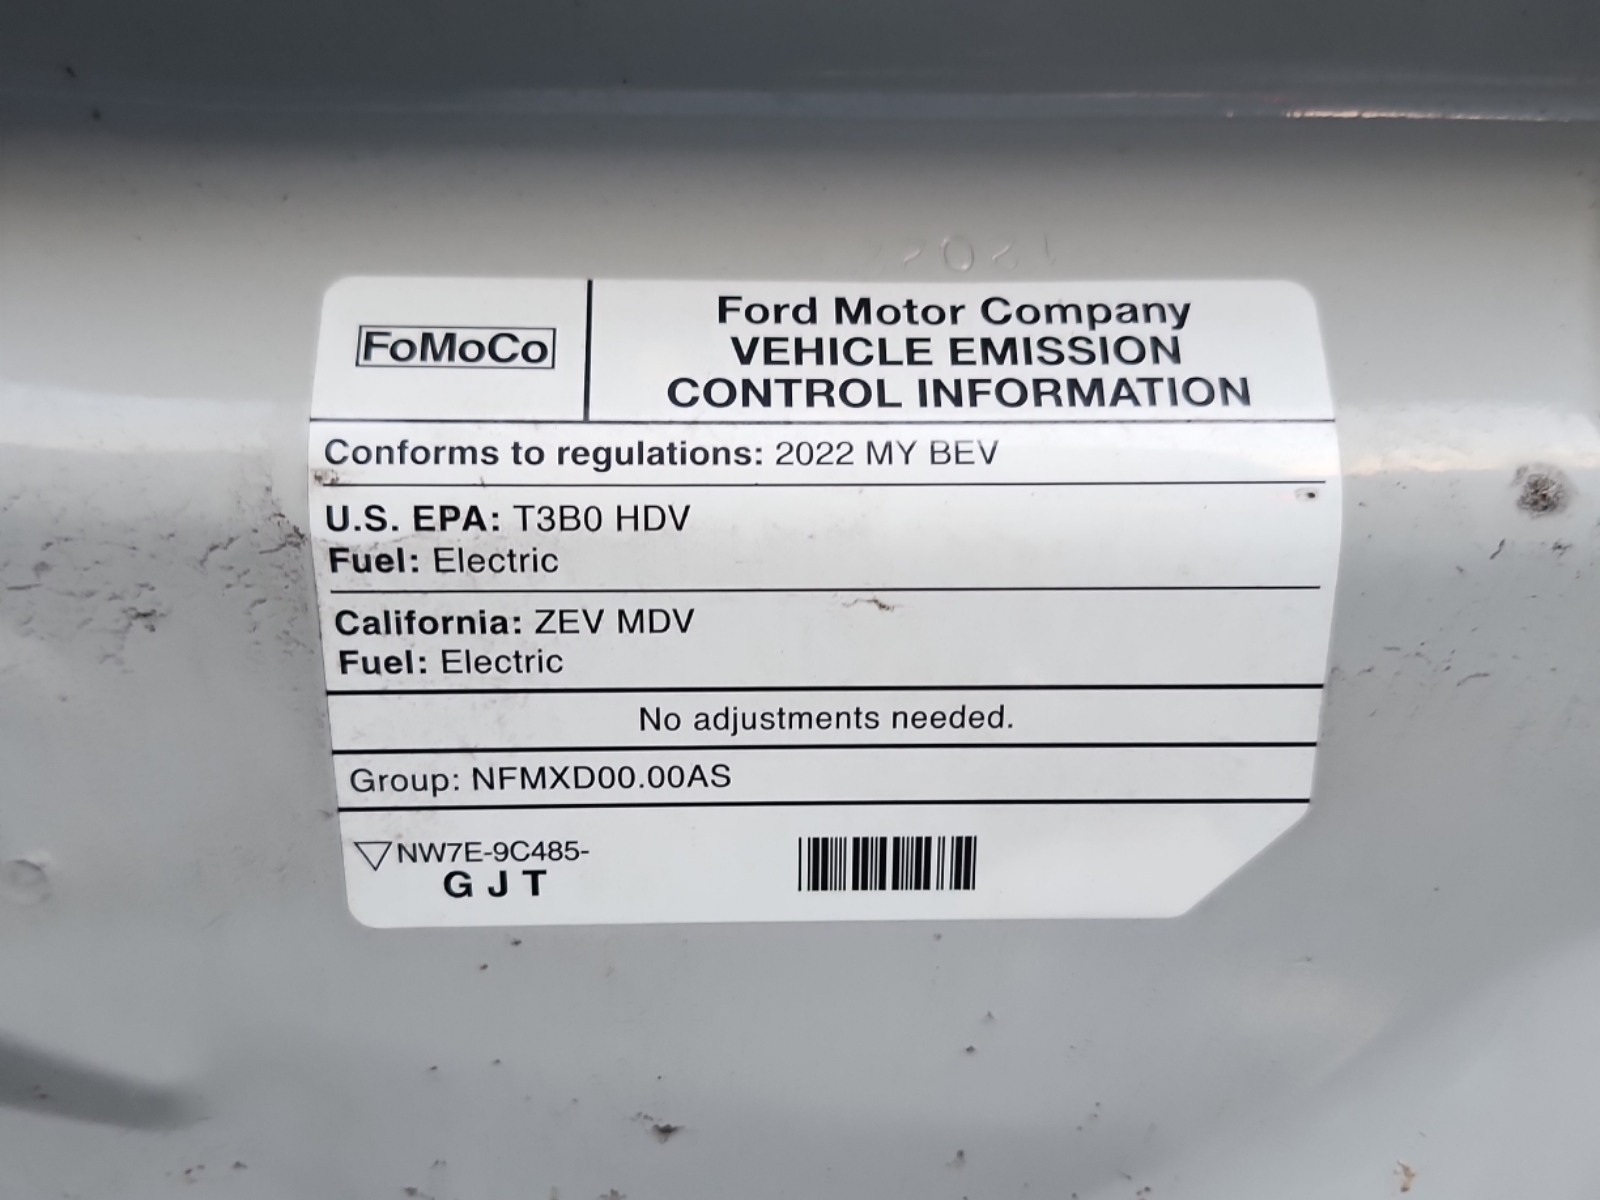 FoMoCo
Ford Motor Company
VEHICLE EMISSION
CONTROL INFORMATION
Conforms to regulations: 2022 MY BEV
U.S. EPA: T3B0 HDV
Fuel: Electric
California: ZEV MDV
Fuel: Electric
No adjustments needed.
Group: NFMXD00.00AS
NW7E-9C485-
G J T